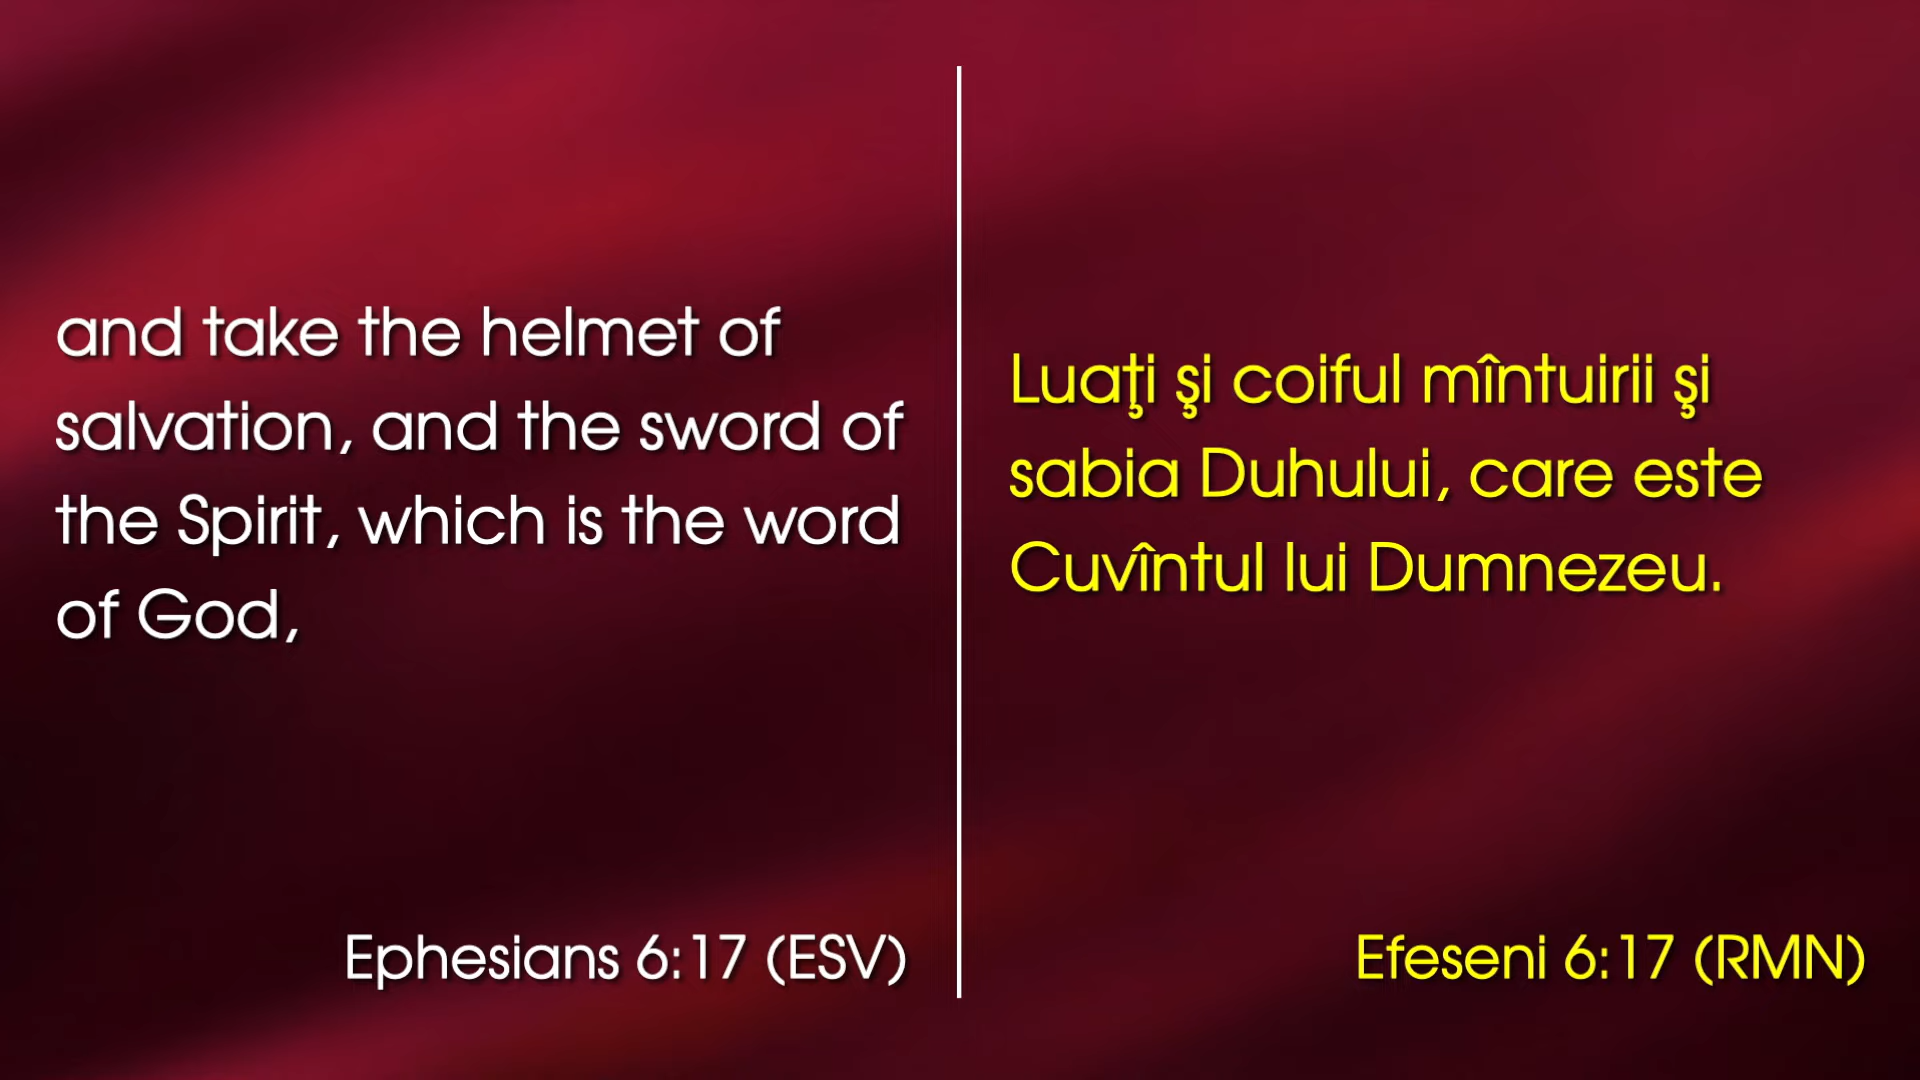 and take the helmet of
salvation, and the sword of
the Spirit, which is the word
of God,
Ephesians 6:17 (ESV)
Luaţi şi coiful mîntuirii şi
sabia Duhului, care este
Cuvîntul lui Dumnezeu.
Efeseni 6:17 (RMN)